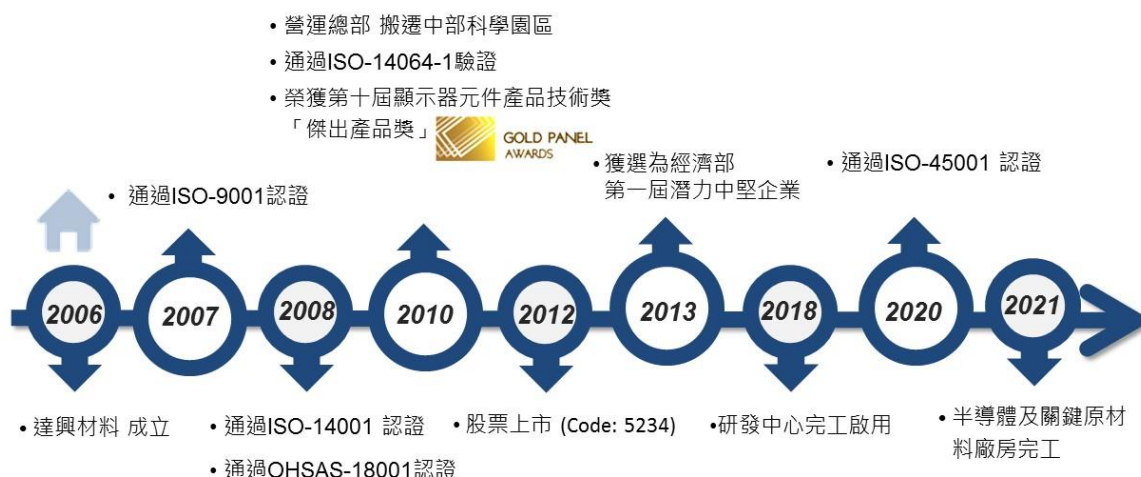 • 營運總部 搬遷中部科學園區
• 通過ISO-14064-1驗證
• 榮獲第十屆顯示器元件產品技術獎
「傑出產品獎」
GOLD PANEL
AWARDS
• 通過ISO-9001認證
• 獲選為經濟部
第一屆潛力中堅企業
• 通過ISO-45001 認證
2006
2007
2008
2010
2012
2013
2018
2020
2021
• 達興材料 成立
• 通過ISO-14001 認證
• 通過OHSAS-18001認證
• 股票上市 (Code: 5234)
•研發中心完工啟用
• 半導體及關鍵原材
料廠房完工